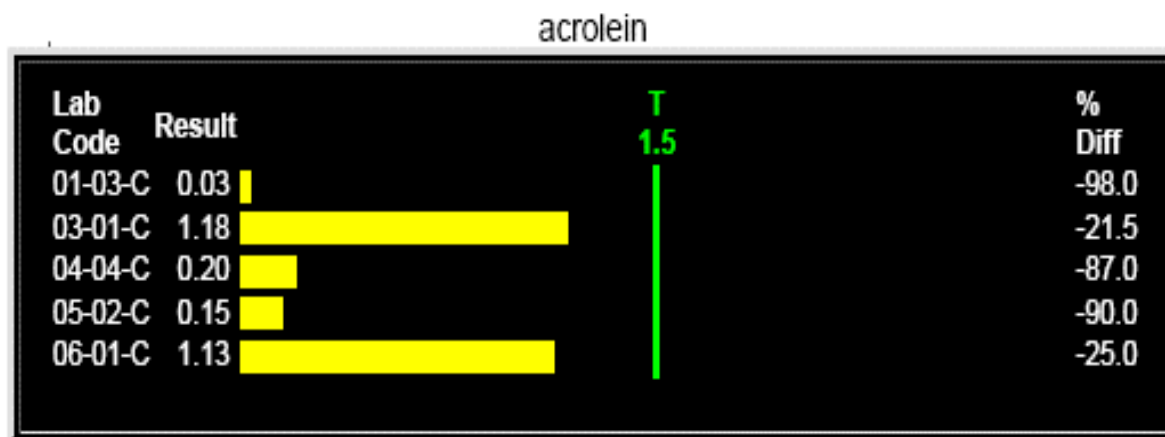 acrolein
Lab Code Result T 1.5 % Diff
01-03-C 0.03 -98.0
03-01-C 1.18 -21.5
04-04-C 0.20 -87.0
05-02-C 0.15 -90.0
06-01-C 1.13 -25.0